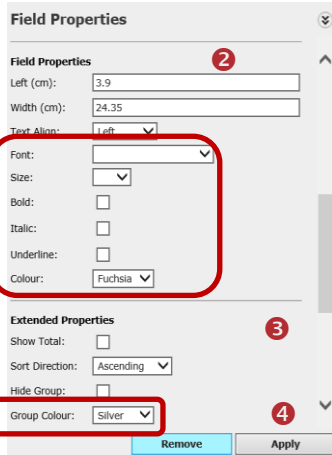 Field Properties
Field Properties
2
Left (cm): 3.9
Width (cm): 24.35
Text Align: Left
Font:
Size:
Bold:
Italic:
Underline:
Colour: Fuchsia
Extended Properties
3
Show Total:
Sort Direction: Ascending
Hide Group:
Group Colour: Silver
4
Remove Apply